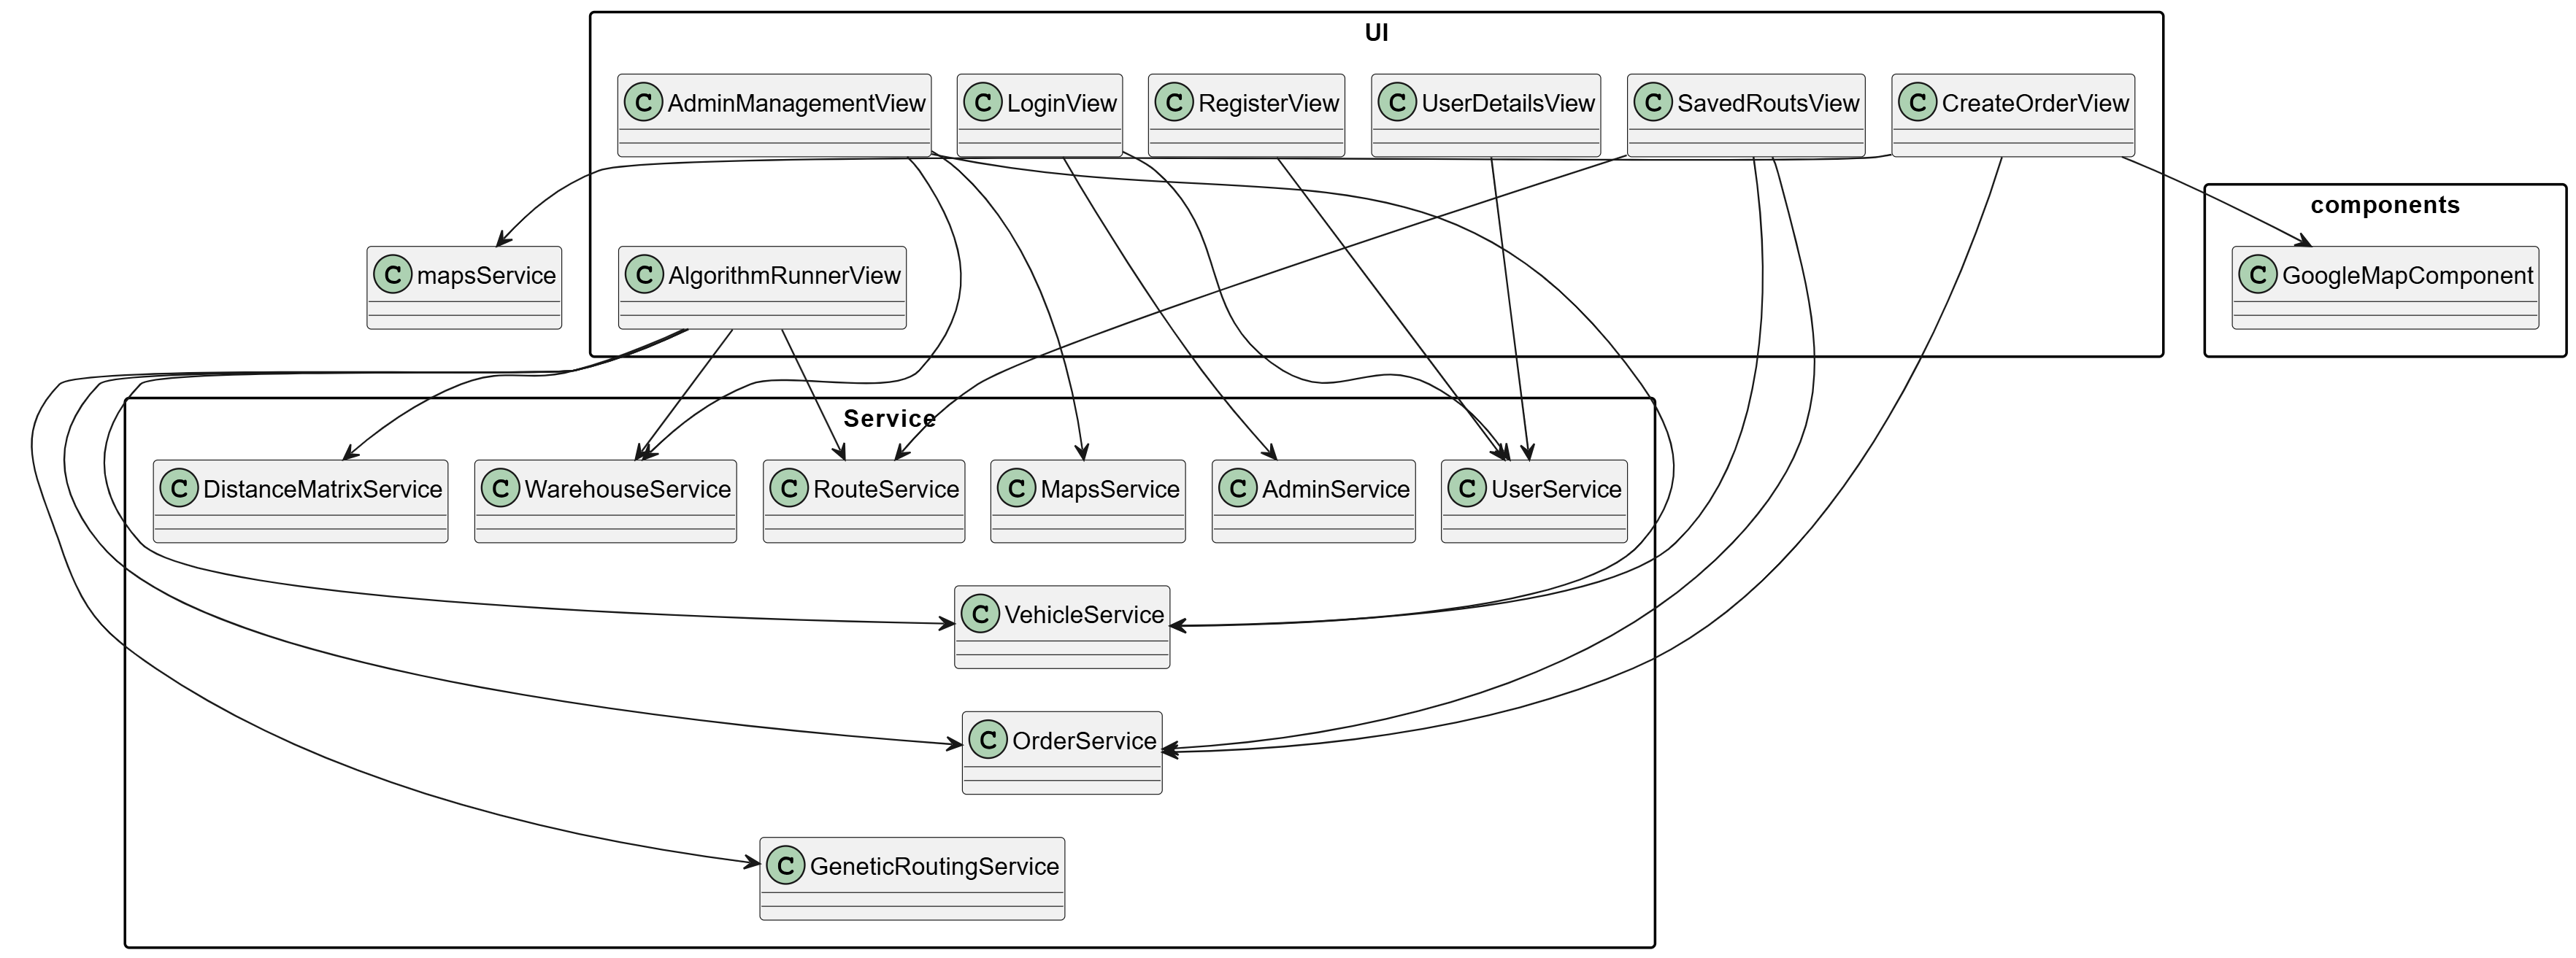 UI
C AdminManagementView
C LoginView
C RegisterView
C UserDetailsView
C SavedRoutsView
C CreateOrderView
components
C mapsService
C AlgorithmRunnerView
C GoogleMapComponent
Service
C DistanceMatrixService
C WarehouseService
C RouteService
C MapsService
C AdminService
C UserService
C VehicleService
C OrderService
C GeneticRoutingService